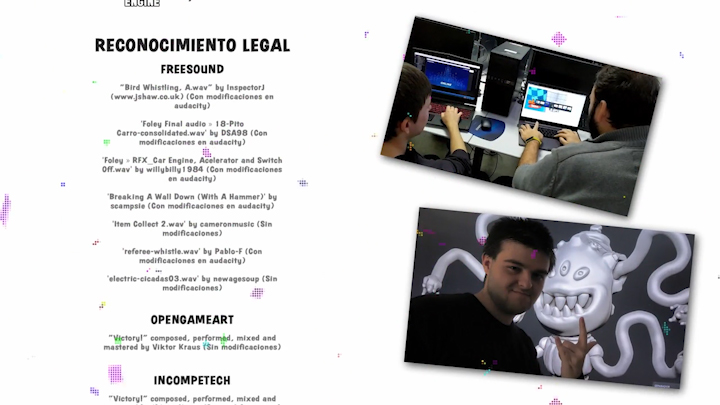 ENGINE
RECONOCIMIENTO LEGAL
FREESOUND
"Bird Whistling, A.wav" by InspectorJ
(www.jshaw.co.uk) (Con modificaciones en
audacity)
'Foley Final audio » 18-Pito
Carro-consolidated.wav' by DSA98 (Con
modificaciones en audacity)
'Foley » RFX_Car Engine, Acelerator and Switch
Off.wav' by willybilly1984 (Con modificaciones
en audacity)
'Breaking A Wall Down (With A Hammer)' by
scampsie (Con modificaciones en audacity)
'Item Collect 2.wav' by cameronmusic (Sin
modificaciones)
'referee-whistle.wav' by Pablo-F (Con
modificaciones en audacity)
'electric-cicadas03.wav' by newagesoup (Sin
modificaciones)
OPENGAMEART
"Victory!" composed, performed, mixed and
mastered by Viktor Kraus (Sin modificaciones)
INCOMPETECH
"Victory!" composed, performed, mixed and